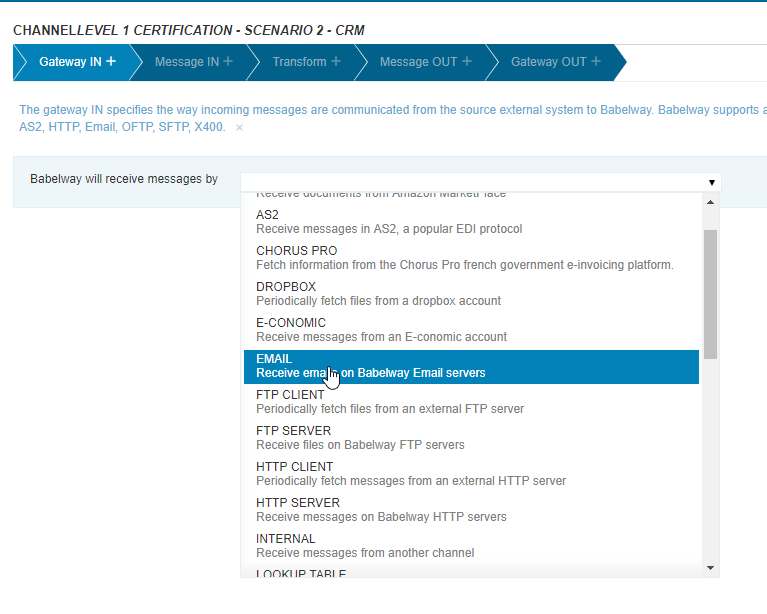 CHANNELLEVEL 1 CERTIFICATION - SCENARIO 2 - CRM
Gateway IN + Message IN + Transform + Message OUT + Gateway OUT +
The gateway IN specifies the way incoming messages are communicated from the source external system to Babelway. Babelway supports a
AS2, HTTP, Email, OFTP, SFTP, X400. ×
Babelway will receive messages by
Receive documents from Amazon MarketPlace
AS2
Receive messages in AS2, a popular EDI protocol
CHORUS PRO
Fetch information from the Chorus Pro french government e-invoicing platform.
DROPBOX
Periodically fetch files from a dropbox account
E-CONOMIC
Receive messages from an E-conomic account
EMAIL
Receive emails on Babelway Email servers
FTP CLIENT
Periodically fetch files from an external FTP server
FTP SERVER
Receive files on Babelway FTP servers
HTTP CLIENT
Periodically fetch messages from an external HTTP server
HTTP SERVER
Receive messages on Babelway HTTP servers
INTERNAL
Receive messages from another channel
LOOKUP TABLE